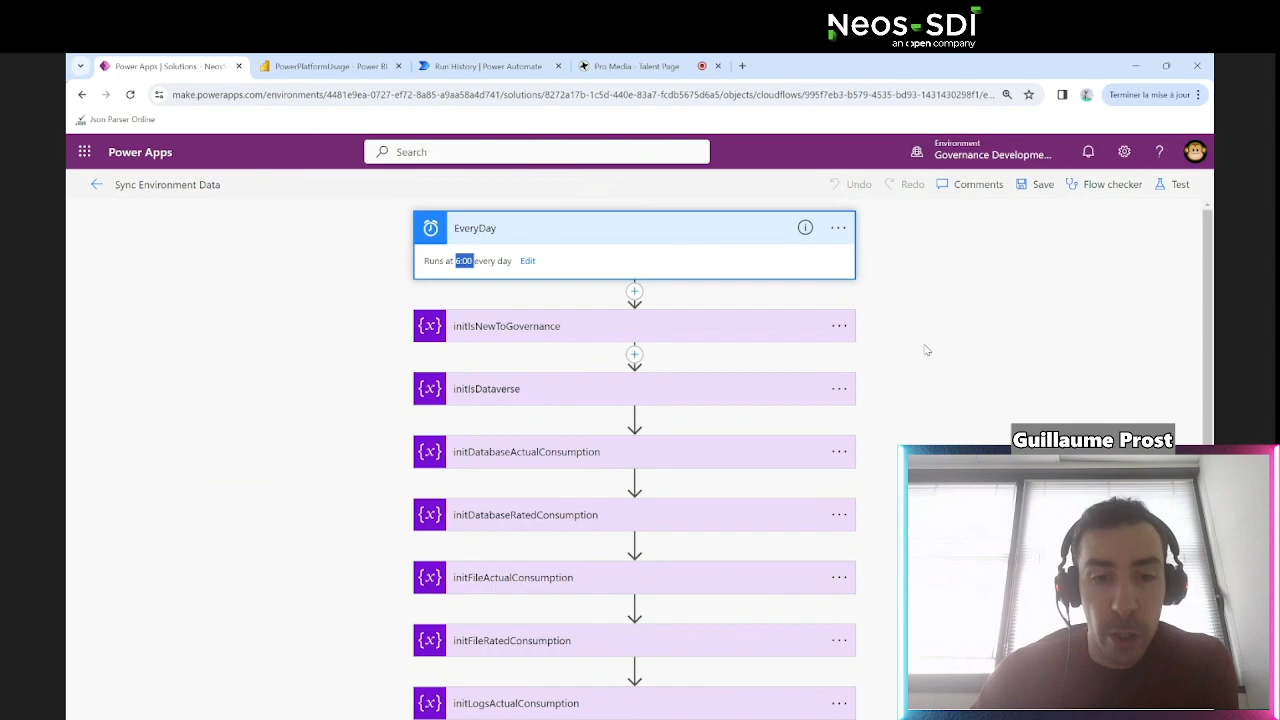 Neos-SDI
an open company
Power Apps | Solutions - Neos
PowerPlatformUsage - Power BI
Run History | Power Automate
Pro Media - Talent Page
make.powerapps.com/environments/4481e9ea-0727-ef72-8a85-a9aa58a4d741/solutions/8272a17b-1c5d-440e-83a7-fcdb5675d6a5/objects/cloudflows/995f7eb3-b579-4535-bd93-1431430298f1/e...
Terminer la mise à jour
Json Parser Online
Power Apps
Search
Environment
Governance Developme...
Sync Environment Data
Undo
Redo
Comments
Save
Flow checker
Test
EveryDay
Runs at 6:00 every day Edit
{x} initIsNewToGovernance
{x} initIsDataverse
{x} initDatabaseActualConsumption
{x} initDatabaseRatedConsumption
{x} initFileActualConsumption
{x} initFileRatedConsumption
{x} initLogsActualConsumption
Guillaume Prost